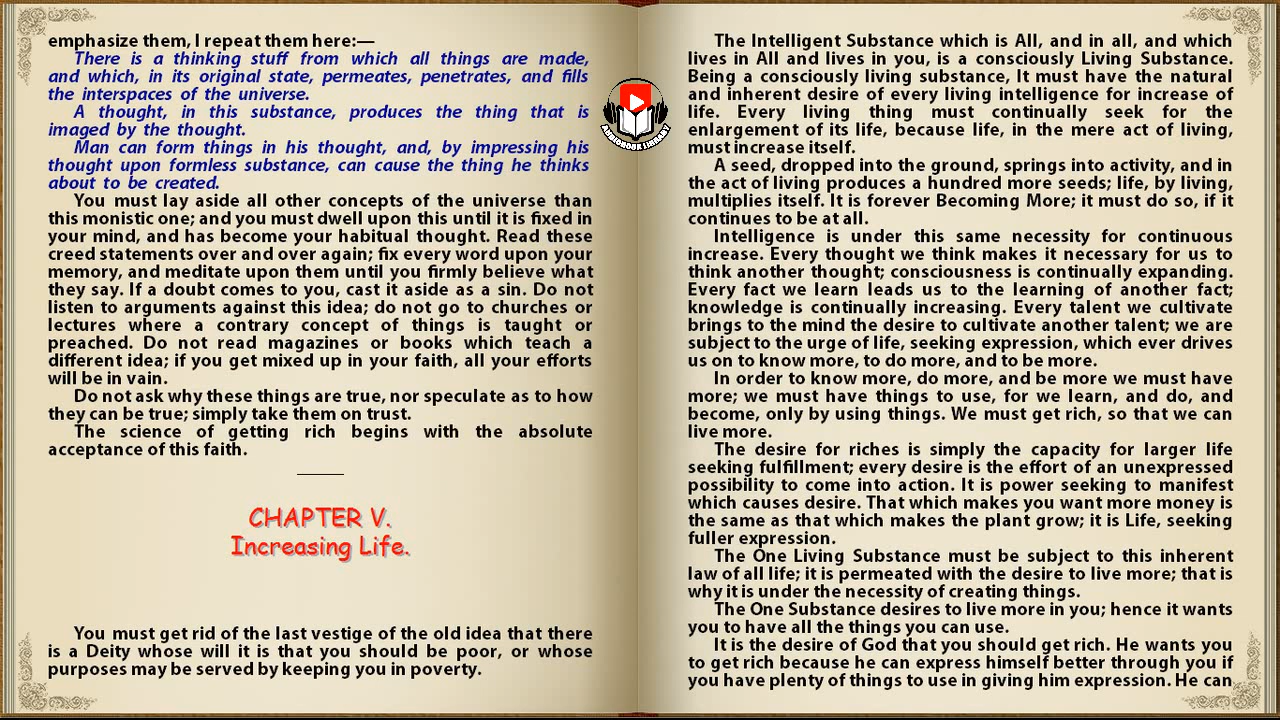 emphasize them, I repeat them here:—
There is a thinking stuff from which all things are made,
and which, in its original state, permeates, penetrates, and fills
the interspaces of the universe.
A thought, in this substance, produces the thing that is
imaged by the thought.
Man can form things in his thought, and, by impressing his
thought upon formless substance, can cause the thing he thinks
about to be created.
You must lay aside all other concepts of the universe than
this monistic one; and you must dwell upon this until it is fixed in
your mind, and has become your habitual thought. Read these
creed statements over and over again; fix every word upon your
memory, and meditate upon them until you firmly believe what
they say. If a doubt comes to you, cast it aside as a sin. Do not
listen to arguments against this idea; do not go to churches or
lectures where a contrary concept of things is taught or
preached. Do not read magazines or books which teach a
different idea; if you get mixed up in your faith, all your efforts
will be in vain.
Do not ask why these things are true, nor speculate as to how
they can be true; simply take them on trust.
The science of getting rich begins with the absolute
acceptance of this faith.
CHAPTER V.
Increasing Life.
You must get rid of the last vestige of the old idea that there
is a Deity whose will it is that you should be poor, or whose
purposes may be served by keeping you in poverty.
AUDIOBOOK LIBRARY
The Intelligent Substance which is All, and in all, and which
lives in All and lives in you, is a consciously Living Substance.
Being a consciously living substance, It must have the natural
and inherent desire of every living intelligence for increase of
life. Every living thing must continually seek for the
enlargement of its life, because life, in the mere act of living,
must increase itself.
A seed, dropped into the ground, springs into activity, and in
the act of living produces a hundred more seeds; life, by living,
multiplies itself. It is forever Becoming More; it must do so, if it
continues to be at all.
Intelligence is under this same necessity for continuous
increase. Every thought we think makes it necessary for us to
think another thought; consciousness is continually expanding.
Every fact we learn leads us to the learning of another fact;
knowledge is continually increasing. Every talent we cultivate
brings to the mind the desire to cultivate another talent; we are
subject to the urge of life, seeking expression, which ever drives
us on to know more, to do more, and to be more.
In order to know more, do more, and be more we must have
more; we must have things to use, for we learn, and do, and
become, only by using things. We must get rich, so that we can
live more.
The desire for riches is simply the capacity for larger life
seeking fulfillment; every desire is the effort of an unexpressed
possibility to come into action. It is power seeking to manifest
which causes desire. That which makes you want more money is
the same as that which makes the plant grow; it is Life, seeking
fuller expression.
The One Living Substance must be subject to this inherent
law of all life; it is permeated with the desire to live more; that is
why it is under the necessity of creating things.
The One Substance desires to live more in you; hence it wants
you to have all the things you can use.
It is the desire of God that you should get rich. He wants you
to get rich because he can express himself better through you if
you have plenty of things to use in giving him expression. He can